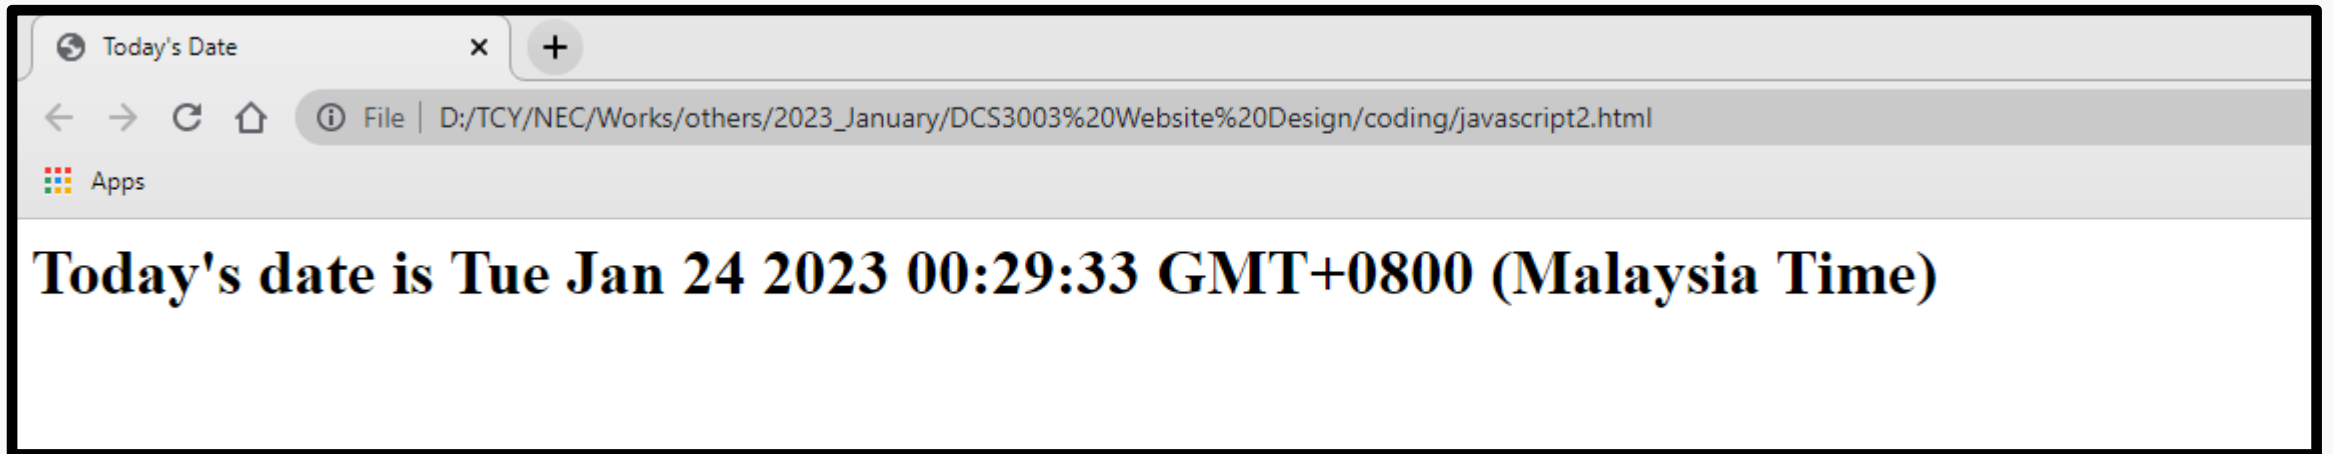 Today's Date
File | D:/TCY/NEC/Works/others/2023_January/DCS3003%20Website%20Design/coding/javascript2.html
Apps
Today's date is Tue Jan 24 2023 00:29:33 GMT+0800 (Malaysia Time)